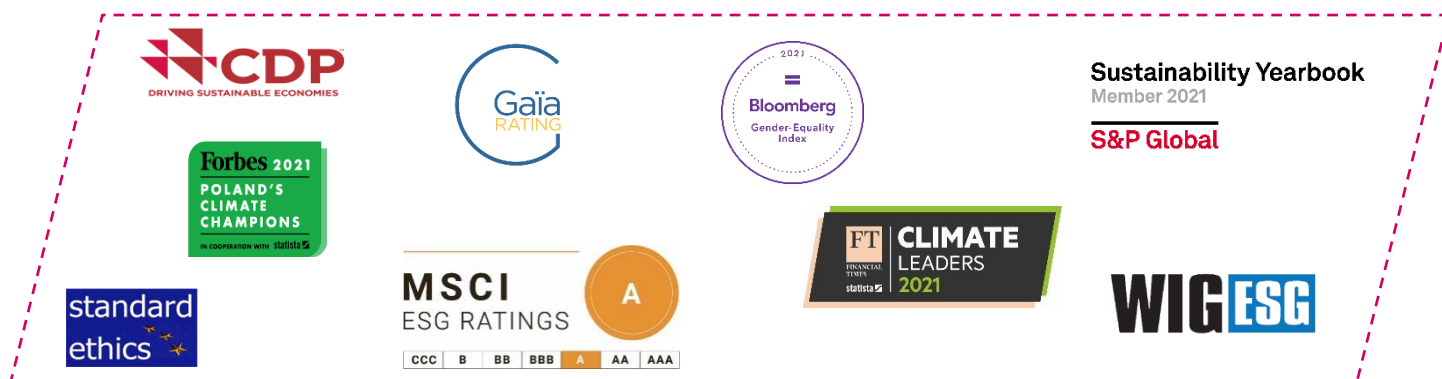 CDP
DRIVING SUSTAINABLE ECONOMIES
Gaïa
RATING
2021
=
Bloomberg
Gender-Equality
Index
Sustainability Yearbook
Member 2021
S&P Global
Forbes 2021
POLAND'S
CLIMATE
CHAMPIONS
IN COOPERATION WITH statista
FT
FINANCIAL
TIMES
statista
CLIMATE
LEADERS
2021
MSCI
ESG RATINGS
A
CCC B BB BBB A AA AAA
WIG ESG
standard
ethics